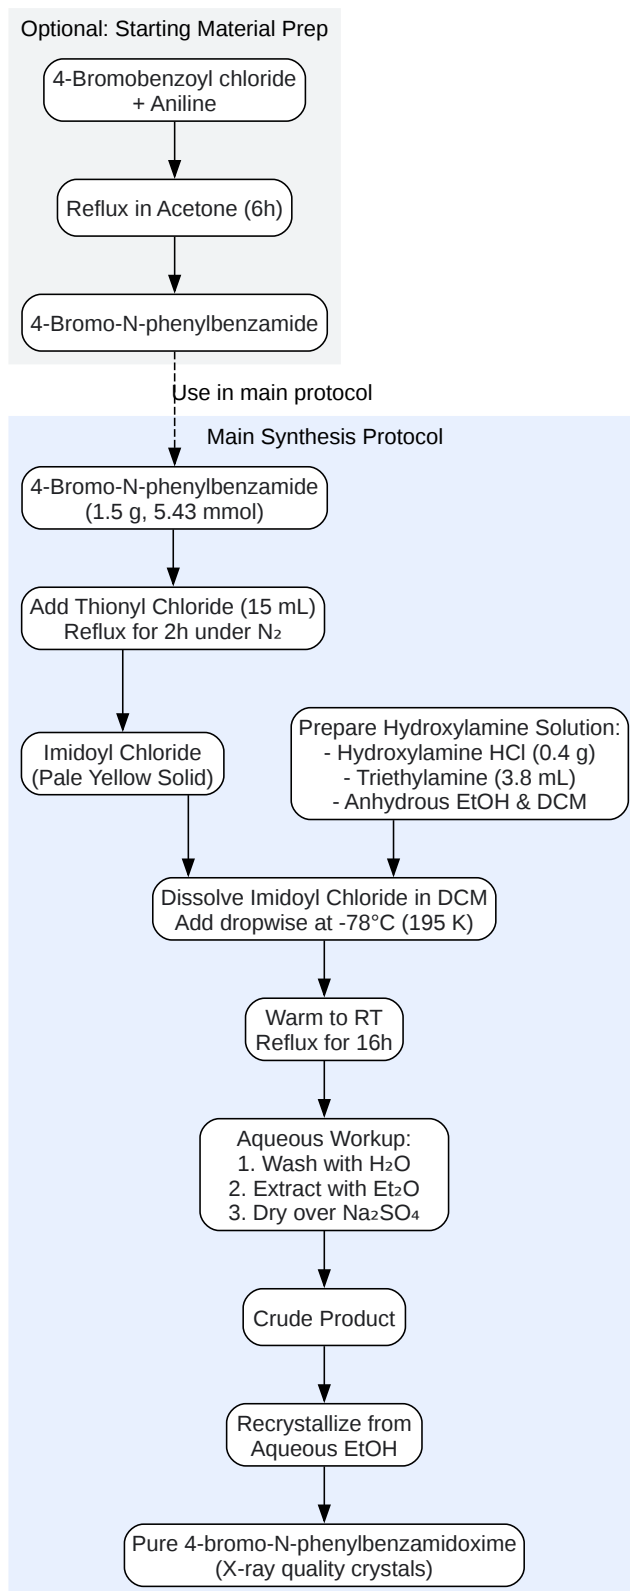 Optional: Starting Material Prep
4-Bromobenzoyl chloride
+ Aniline
Reflux in Acetone (6h)
4-Bromo-N-phenylbenzamide
Use in main protocol
Main Synthesis Protocol
4-Bromo-N-phenylbenzamide
(1.5 g, 5.43 mmol)
Add Thionyl Chloride (15 mL)
Reflux for 2h under N₂
Imidoyl Chloride
(Pale Yellow Solid)
Prepare Hydroxylamine Solution:
- Hydroxylamine HCl (0.4 g)
- Triethylamine (3.8 mL)
- Anhydrous EtOH & DCM
Dissolve Imidoyl Chloride in DCM
Add dropwise at -78°C (195 K)
Warm to RT
Reflux for 16h
Aqueous Workup:
1. Wash with H₂O
2. Extract with Et₂O
3. Dry over Na₂SO₄
Crude Product
Recrystallize from
Aqueous EtOH
Pure 4-bromo-N-phenylbenzamidoxime
(X-ray quality crystals)